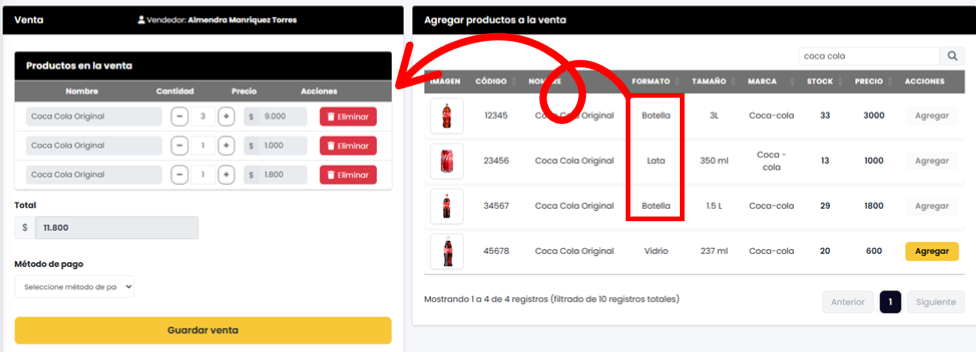 Venta
Vendedor: Almendra Manriquez Torres
Productos en la venta
Nombre Cantidad Precio Acciones
Coca Cola Original − 3 + $ 9.000 Eliminar
Coca Cola Original − 1 + $ 1.000 Eliminar
Coca Cola Original − 1 + $ 1.800 Eliminar
Total
$ 11.800
Método de pago
Seleccione método de pa
Guardar venta
Agregar productos a la venta
coca cola
IMAGEN CÓDIGO NOMBRE FORMATO TAMAÑO MARCA STOCK PRECIO ACCIONES
12345 Coca Cola Original Botella 3L Coca-cola 33 3000 Agregar
23456 Coca Cola Original Lata 350 ml Coca -
cola 13 1000 Agregar
34567 Coca Cola Original Botella 1.5 L Coca-cola 29 1800 Agregar
45678 Coca Cola Original Vidrio 237 ml Coca-cola 20 600 Agregar
Mostrando 1 a 4 de 4 registros (filtrado de 10 registros totales)
Anterior 1 Siguiente